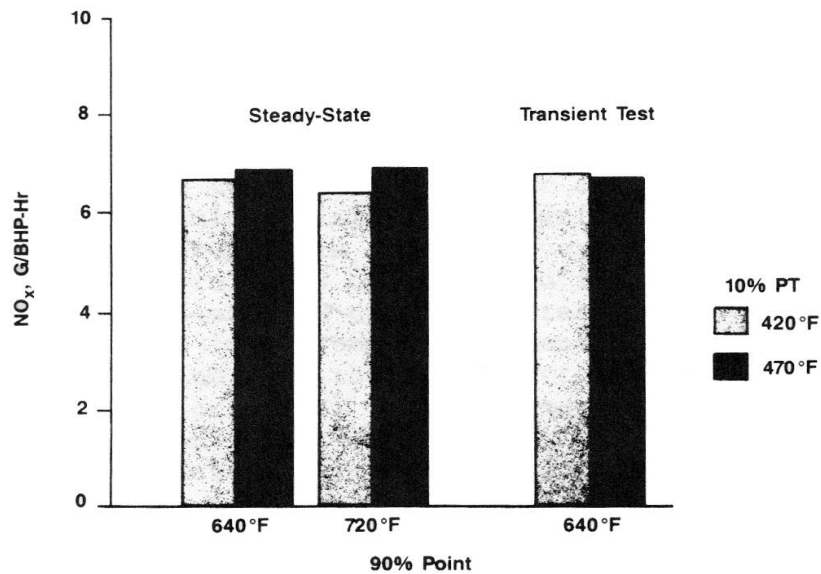 10
8
6
4
2
0
NOₓ, G/BHP-Hr
Steady-State
Transient Test
10% PT
420°F
470°F
640°F
720°F
640°F
90% Point